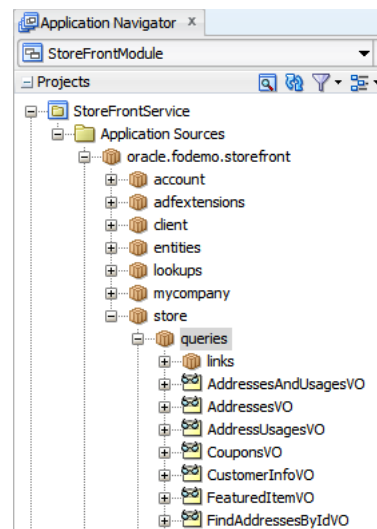 Application Navigator x
StoreFrontModule
Projects
StoreFrontService
Application Sources
oracle.fodemo.storefront
account
adfextensions
client
entities
lookups
mycompany
store
queries
links
AddressesAndUsagesVO
AddressesVO
AddressUsagesVO
CouponsVO
CustomerInfoVO
FeaturedItemVO
FindAddressesByIdVO